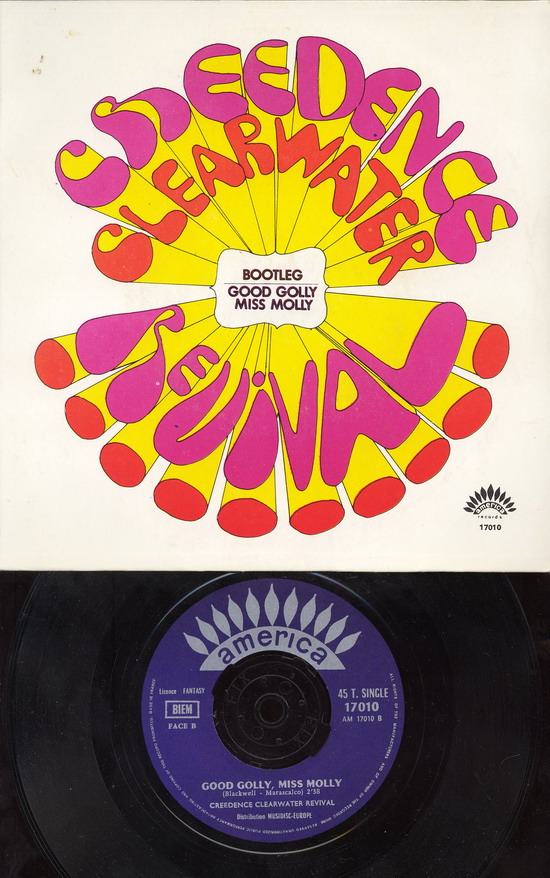 CREEDENCE
CLEARWATER
REVIVAL
BOOTLEG
GOOD GOLLY
MISS MOLLY
america
records
17010
america
Licence FANTASY
BIEM
FACE B
45 T. SINGLE
17010
AM 17010 B
GOOD GOLLY, MISS MOLLY
(Blackwell - Marascalco) 2'38
CREEDENCE CLEARWATER REVIVAL
Distribution MUSIDISC-EUROPE